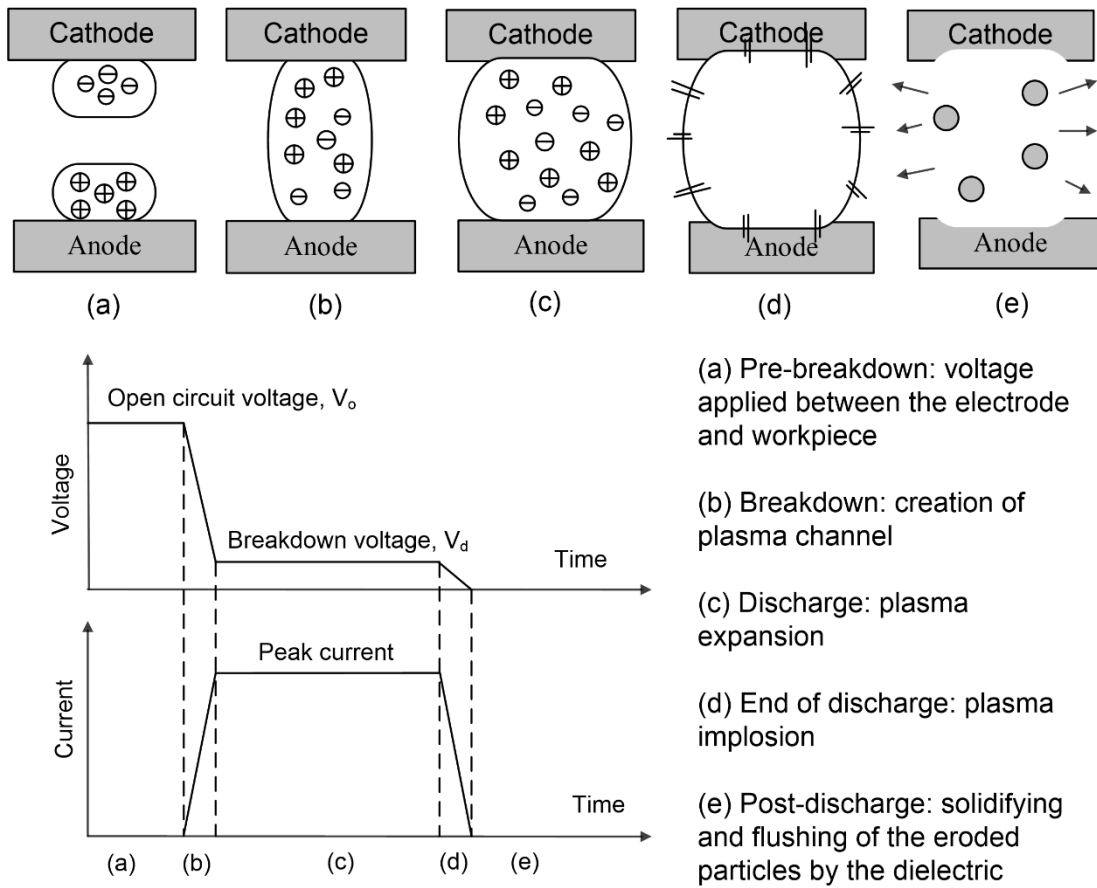 Cathode
Cathode
Cathode
Cathode
Cathode
Anode
Anode
Anode
Anode
Anode
(a)
(b)
(c)
(d)
(e)
Open circuit voltage, Vₒ
Voltage
Breakdown voltage, V_d
Time
Peak current
Current
Time
(a)
(b)
(c)
(d)
(e)
(a) Pre-breakdown: voltage
applied between the electrode
and workpiece
(b) Breakdown: creation of
plasma channel
(c) Discharge: plasma
expansion
(d) End of discharge: plasma
implosion
(e) Post-discharge: solidifying
and flushing of the eroded
particles by the dielectric